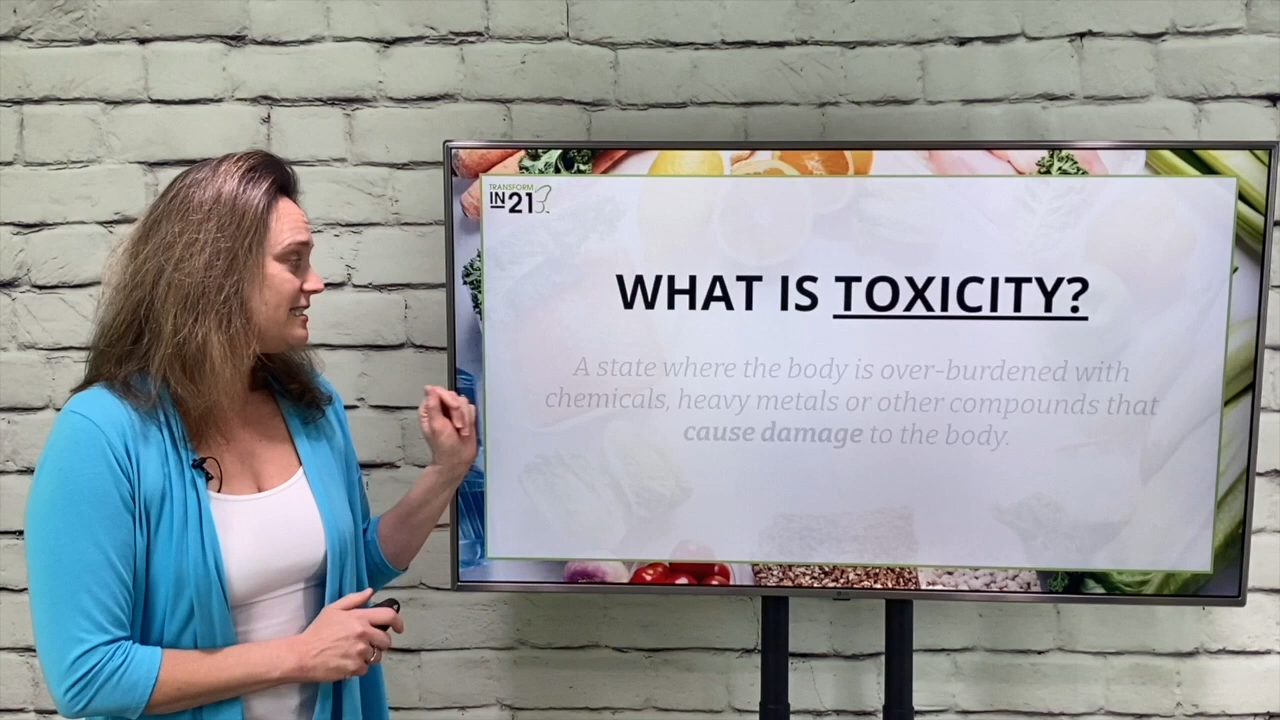 TRANSFORM
IN21
WHAT IS TOXICITY?
A state where the body is over-burdened with
chemicals, heavy metals or other compounds that
cause damage to the body.
LG